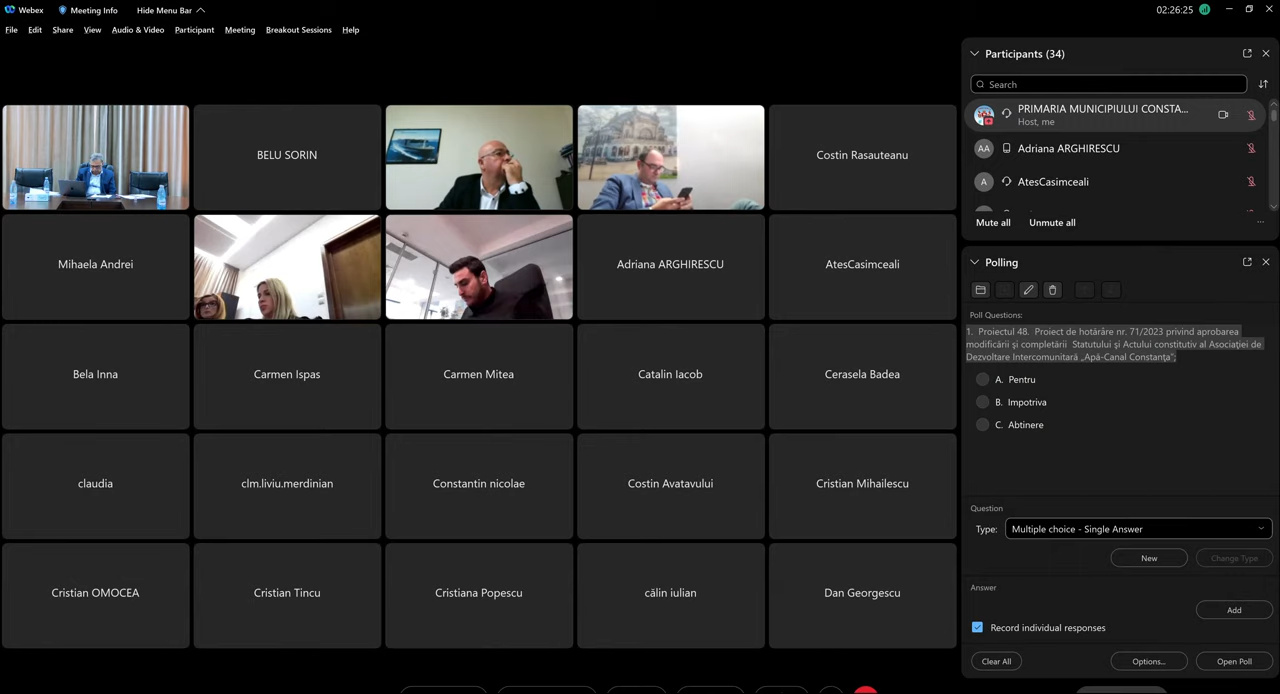 Webex
Meeting Info
Hide Menu Bar
02:26:25
File
Edit
Share
View
Audio & Video
Participant
Meeting
Breakout Sessions
Help
BELU SORIN
Costin Rasauteanu
Mihaela Andrei
Adriana ARGHIRESCU
AtesCasimceali
Bela Inna
Carmen Ispas
Carmen Mitea
Catalin Iacob
Cerasela Badea
claudia
clm.liviu.merdinian
Constantin nicolae
Costin Avatavului
Cristian Mihailescu
Cristian OMOCEA
Cristian Tincu
Cristiana Popescu
călin iulian
Dan Georgescu
Participants (34)
Search
PRIMARIA MUNICIPIULUI CONSTA...
Host, me
AA
Adriana ARGHIRESCU
A
AtesCasimceali
Mute all
Unmute all
Polling
Poll Questions:
1. Proiectul 48. Proiect de hotărâre nr. 71/2023 privind aprobarea
modificării şi completării Statutului şi Actului constitutiv al Asociaţiei de
Dezvoltare Intercomunitară „Apă-Canal Constanţa";
A. Pentru
B. Impotriva
C. Abtinere
Question
Type:
Multiple choice - Single Answer
New
Change Type
Answer
Add
Record individual responses
Clear All
Options...
Open Poll